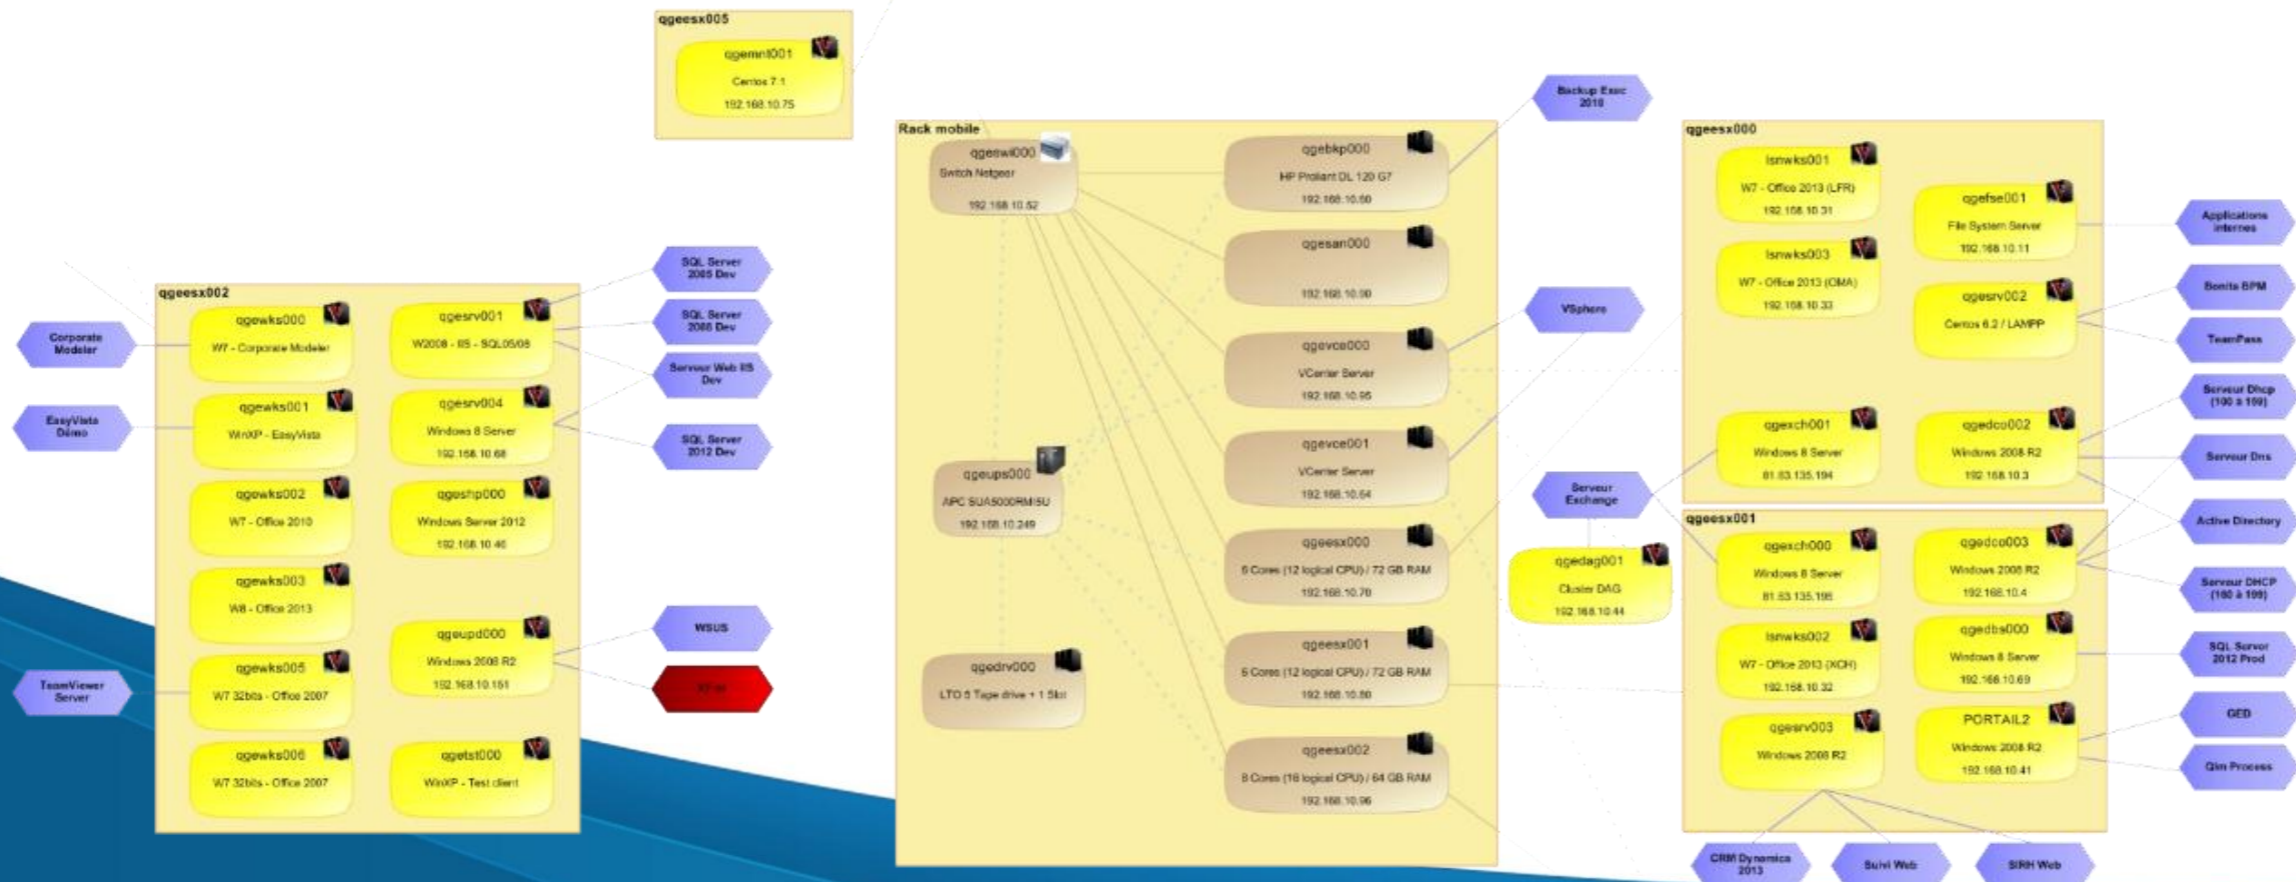 qgeesx005
qgemnt001
Centos 7.1
192.168.10.75
qgeesx002
Corporate
Modeler
EasyVista
Démo
TeamViewer
Server
qgewks000
W7 - Corporate Modeler
qgewks001
WinXP - EasyVista
qgewks002
W7 - Office 2010
qgewks003
W8 - Office 2013
qgewks005
W7 32bits - Office 2007
qgewks006
W7 32bits - Office 2007
qgesrv001
W2008 - IIS - SQL05/08
qgesrv004
Windows 8 Server
192.168.10.68
qgeshp000
Windows Server 2012
192.168.10.46
qgeupd000
Windows 2008 R2
192.168.10.151
qgetst000
WinXP - Test client
SQL Server
2005 Dev
SQL Server
2008 Dev
Serveur Web IIS
Dev
SQL Server
2012 Dev
WSUS
Rack mobile
qgeswi000
Switch Netgear
192.168.10.52
qgeups000
APC SUA5000RMI5U
192.168.10.249
qgedrv000
LTO 5 Tape drive + 1 Slot
qgebkp000
HP Proliant DL 120 G7
192.168.10.60
qgesan000
192.168.10.90
qgevce000
VCenter Server
192.168.10.95
qgevce001
VCenter Server
192.168.10.64
qgeesx000
6 Cores (12 logical CPU) / 72 GB RAM
192.168.10.70
qgeesx001
6 Cores (12 logical CPU) / 72 GB RAM
192.168.10.80
qgeesx002
8 Cores (16 logical CPU) / 64 GB RAM
192.168.10.96
Backup Exec
2010
VSphere
Serveur
Exchange
qgedag001
Cluster DAG
192.168.10.44
qgeesx000
lsnwks001
W7 - Office 2013 (LFR)
192.168.10.31
lsnwks003
W7 - Office 2013 (OMA)
192.168.10.33
qgexch001
Windows 8 Server
81.63.135.194
qgefse001
File System Server
192.168.10.11
qgesrv002
Centos 6.2 / LAMPP
qgedco002
Windows 2008 R2
192.168.10.3
qgeesx001
qgexch000
Windows 8 Server
81.63.135.195
lsnwks002
W7 - Office 2013 (XCH)
192.168.10.32
qgesrv003
Windows 2008 R2
qgedco003
Windows 2008 R2
192.168.10.4
qgedbs000
Windows 8 Server
192.168.10.69
PORTAIL2
Windows 2008 R2
192.168.10.41
Applications
internes
Bonita BPM
TeamPass
Serveur Dhcp
(100 à 159)
Serveur Dns
Active Directory
Serveur DHCP
(160 à 199)
SQL Server
2012 Prod
GED
Qim Process
CRM Dynamics
2013
Suivi Web
SIRH Web